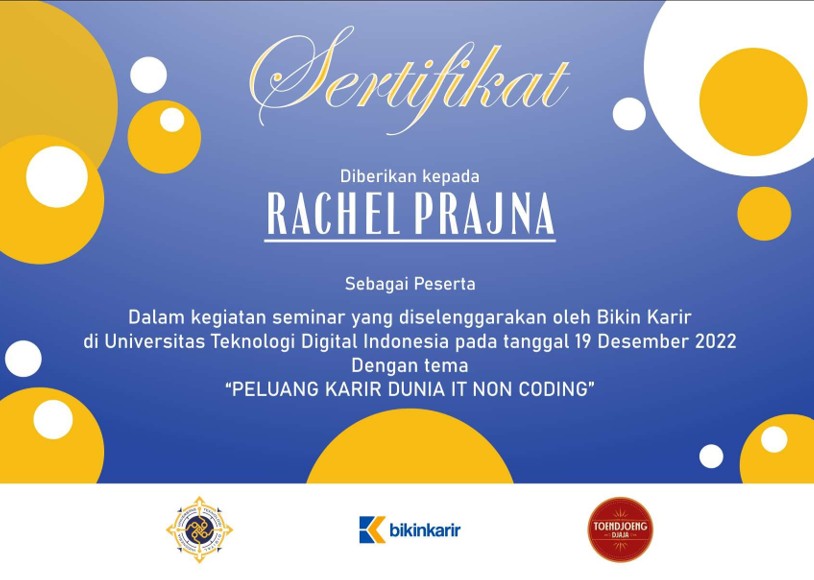 Sertifikat
Diberikan kepada
RACHEL PRAJNA
Sebagai Peserta
Dalam kegiatan seminar yang diselenggarakan oleh Bikin Karir
di Universitas Teknologi Digital Indonesia pada tanggal 19 Desember 2022
Dengan tema
“PELUANG KARIR DUNIA IT NON CODING”
bikinkarir
TOENDJOENG
DJAJA